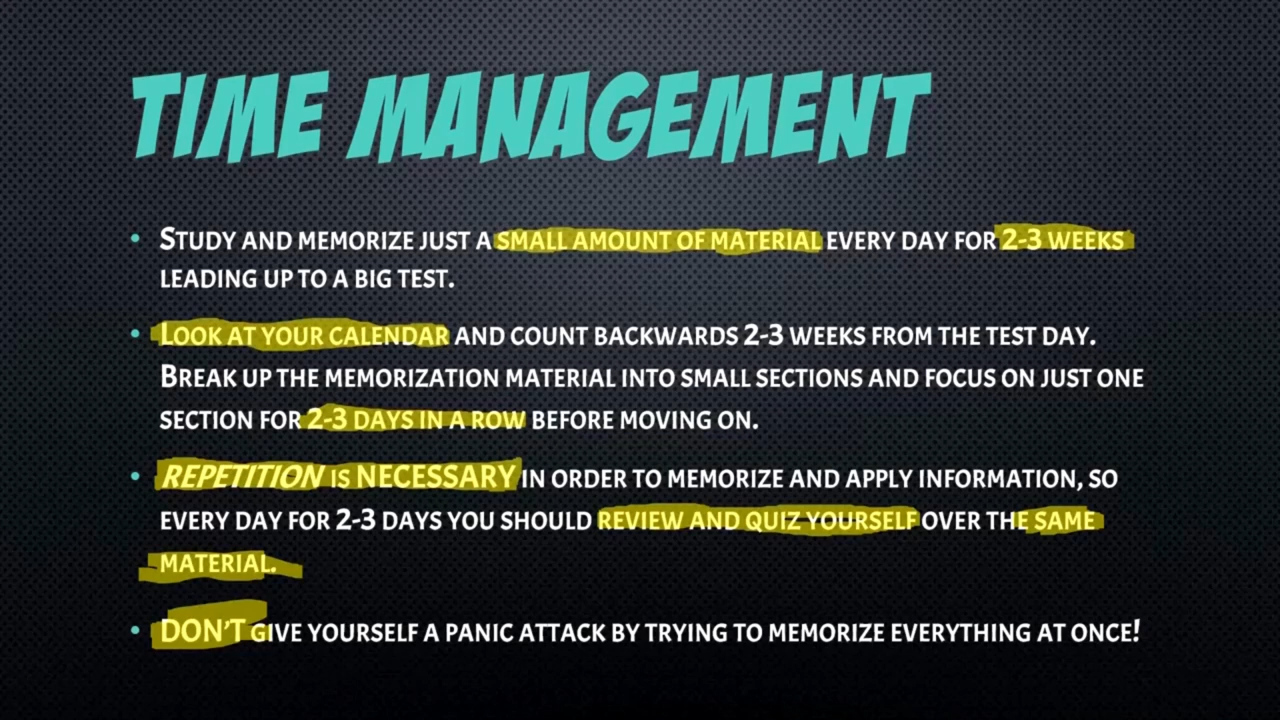 TIME MANAGEMENT
• STUDY AND MEMORIZE JUST A SMALL AMOUNT OF MATERIAL EVERY DAY FOR 2-3 WEEKS
LEADING UP TO A BIG TEST.
• LOOK AT YOUR CALENDAR AND COUNT BACKWARDS 2-3 WEEKS FROM THE TEST DAY.
BREAK UP THE MEMORIZATION MATERIAL INTO SMALL SECTIONS AND FOCUS ON JUST ONE
SECTION FOR 2-3 DAYS IN A ROW BEFORE MOVING ON.
• REPETITION IS NECESSARY IN ORDER TO MEMORIZE AND APPLY INFORMATION, SO
EVERY DAY FOR 2-3 DAYS YOU SHOULD REVIEW AND QUIZ YOURSELF OVER THE SAME
MATERIAL.
• DON'T GIVE YOURSELF A PANIC ATTACK BY TRYING TO MEMORIZE EVERYTHING AT ONCE!